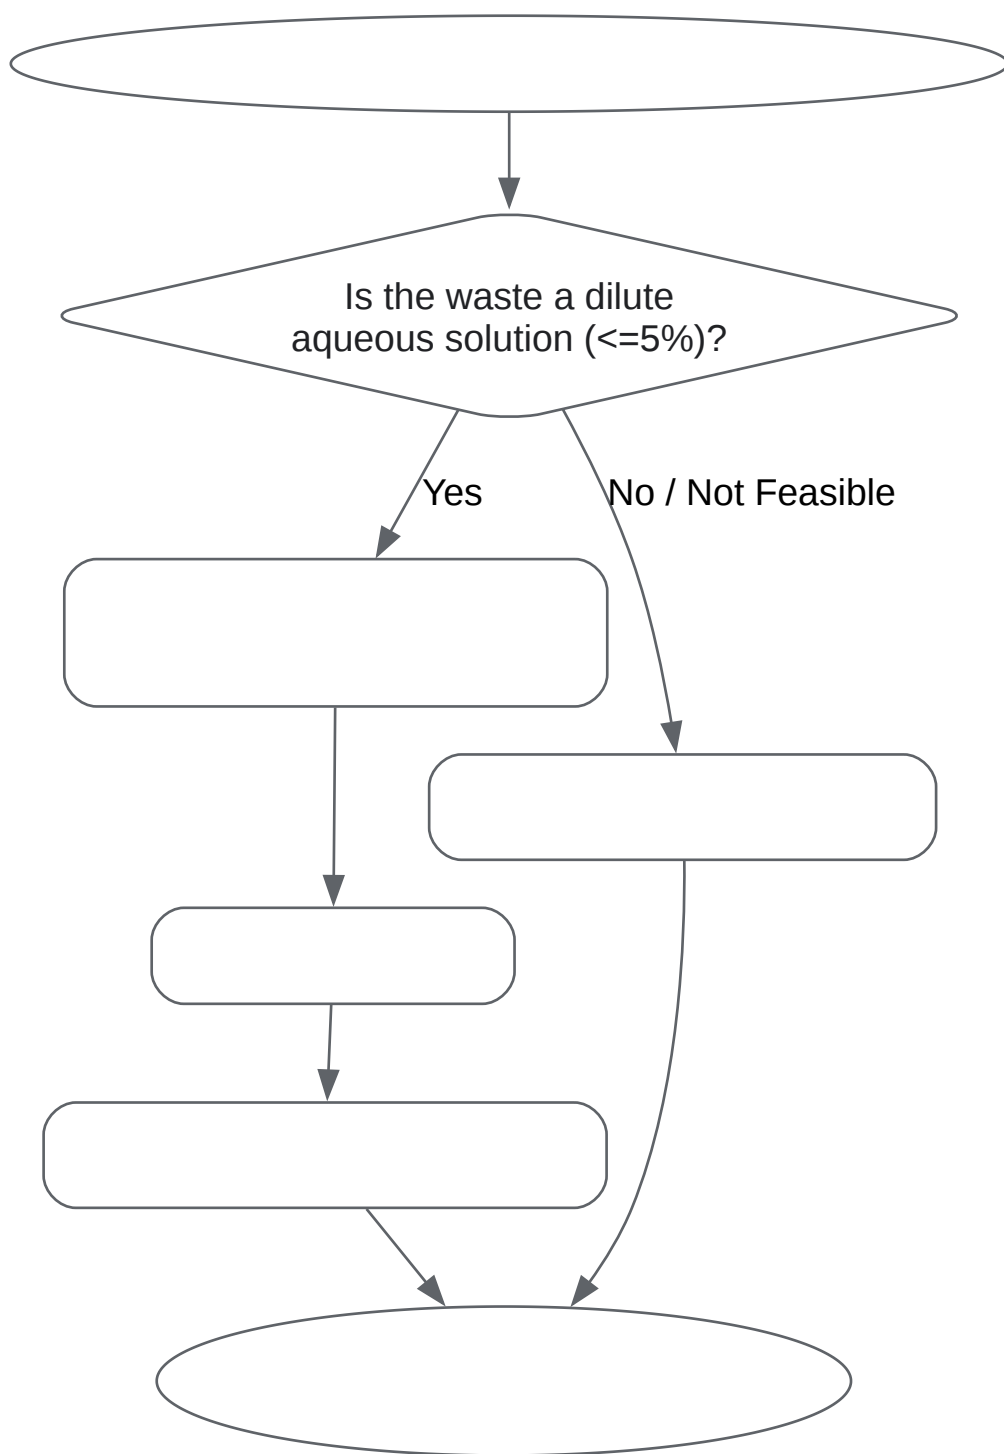 Is the waste a dilute
aqueous solution (<=5%)?
Yes
No / Not Feasible